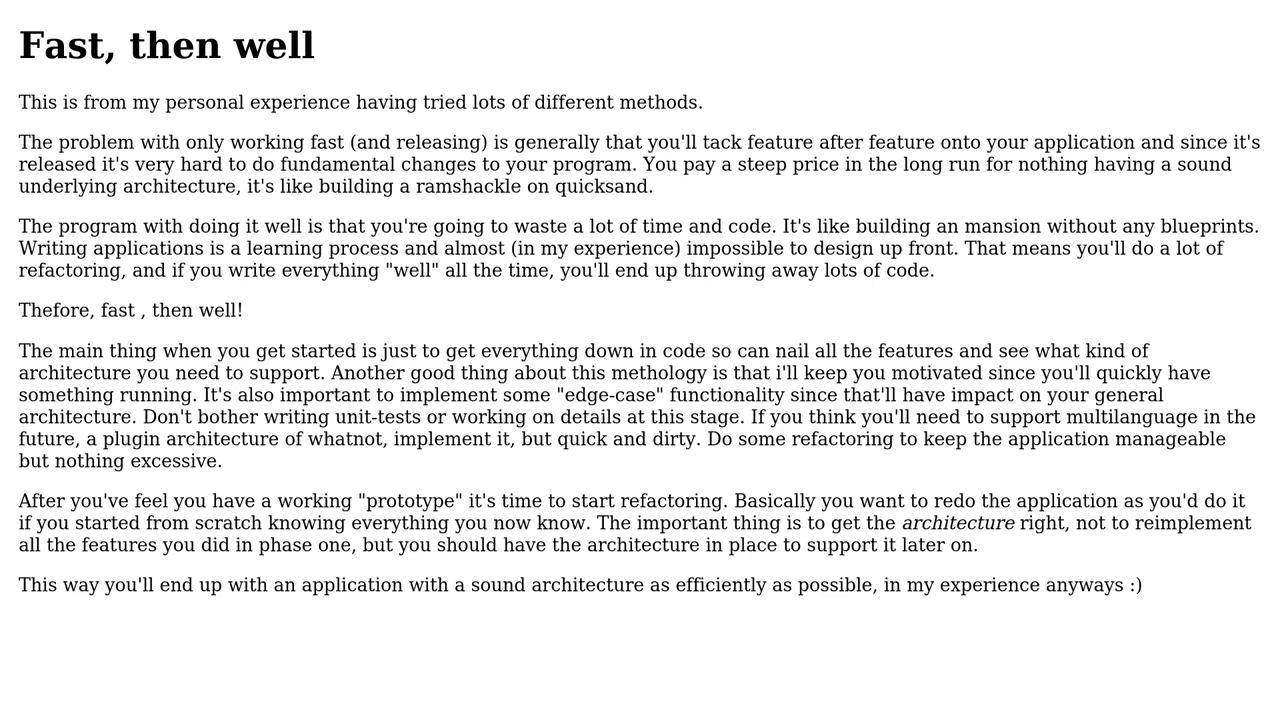 Fast, then well
This is from my personal experience having tried lots of different methods.
The problem with only working fast (and releasing) is generally that you'll tack feature after feature onto your application and since it's
released it's very hard to do fundamental changes to your program. You pay a steep price in the long run for nothing having a sound
underlying architecture, it's like building a ramshackle on quicksand.
The program with doing it well is that you're going to waste a lot of time and code. It's like building an mansion without any blueprints.
Writing applications is a learning process and almost (in my experience) impossible to design up front. That means you'll do a lot of
refactoring, and if you write everything "well" all the time, you'll end up throwing away lots of code.
Thefore, fast , then well!
The main thing when you get started is just to get everything down in code so can nail all the features and see what kind of
architecture you need to support. Another good thing about this methology is that i'll keep you motivated since you'll quickly have
something running. It's also important to implement some "edge-case" functionality since that'll have impact on your general
architecture. Don't bother writing unit-tests or working on details at this stage. If you think you'll need to support multilanguage in the
future, a plugin architecture of whatnot, implement it, but quick and dirty. Do some refactoring to keep the application manageable
but nothing excessive.
After you've feel you have a working "prototype" it's time to start refactoring. Basically you want to redo the application as you'd do it
if you started from scratch knowing everything you now know. The important thing is to get the architecture right, not to reimplement
all the features you did in phase one, but you should have the architecture in place to support it later on.
This way you'll end up with an application with a sound architecture as efficiently as possible, in my experience anyways :)